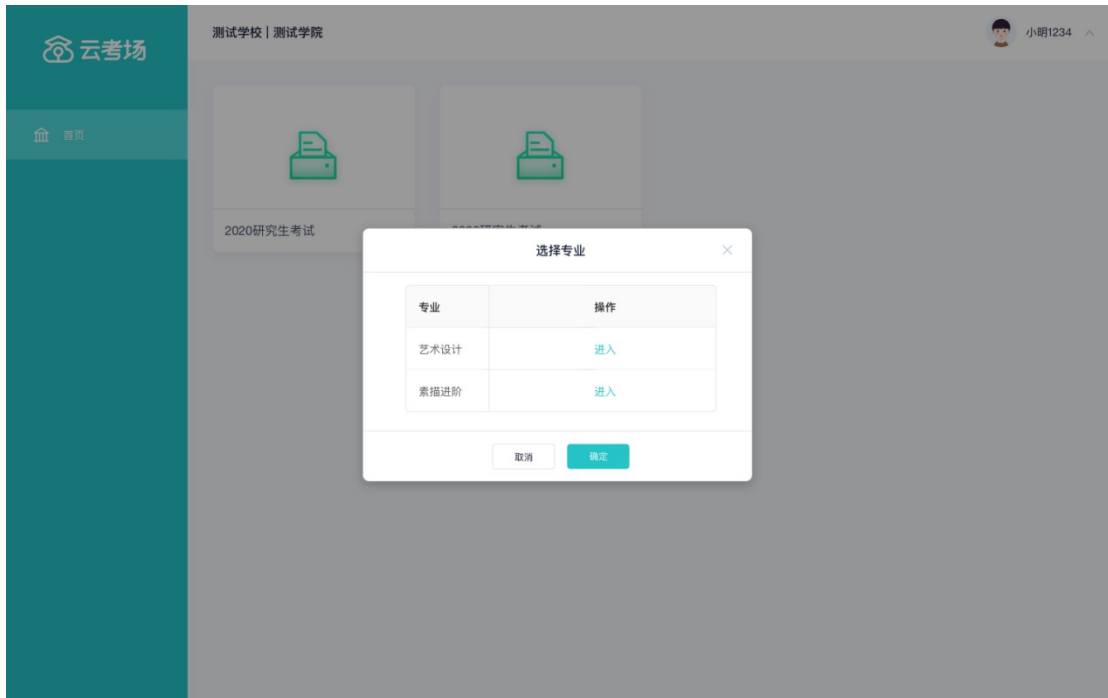 云考场
测试学校 | 测试学院
小明1234
首页
2020研究生考试
选择专业
专业 操作
艺术设计 进入
素描进阶 进入
取消 确定